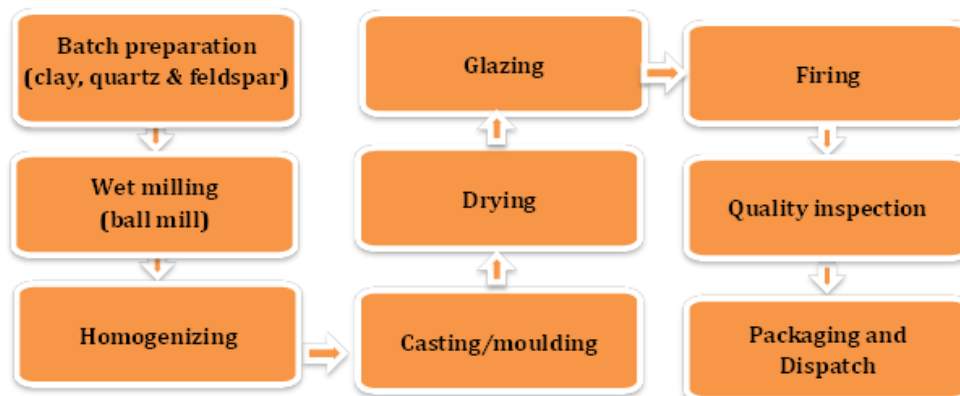 Batch preparation
(clay, quartz & feldspar)
Wet milling
(ball mill)
Homogenizing
Casting/moulding
Drying
Glazing
Firing
Quality inspection
Packaging and
Dispatch